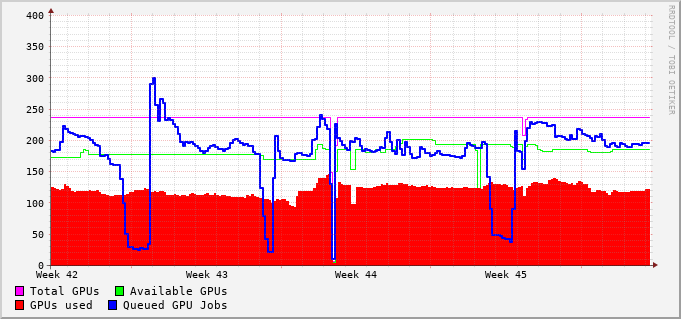 400
350
300
250
200
150
100
50
0
Week 42 Week 43 Week 44 Week 45
Total GPUs Available GPUs
GPUs used Queued GPU Jobs
RRDTOOL / TOBI OETIKER